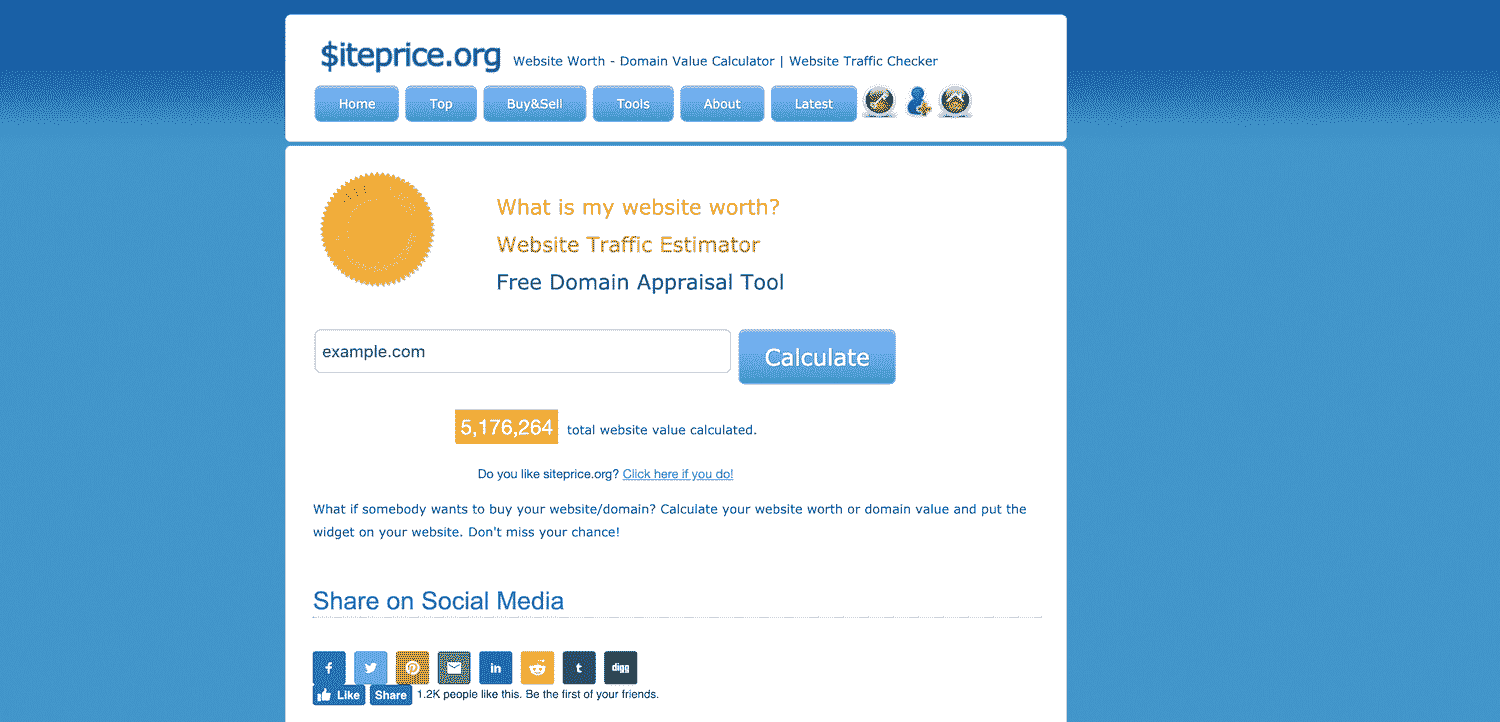 $iteprice.org Website Worth - Domain Value Calculator | Website Traffic Checker
Home Top Buy&Sell Tools About Latest
What is my website worth?
Website Traffic Estimator
Free Domain Appraisal Tool
example.com Calculate
5,176,264 total website value calculated.
Do you like siteprice.org? Click here if you do!
What if somebody wants to buy your website/domain? Calculate your website worth or domain value and put the
widget on your website. Don't miss your chance!
Share on Social Media
f in t digg
Like Share 1.2K people like this. Be the first of your friends.